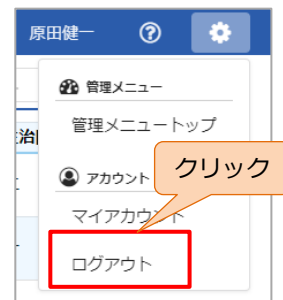 原田健一
管理メニュー
管理メニュートップ
治
アカウント
クリック
マイアカウント
ログアウト